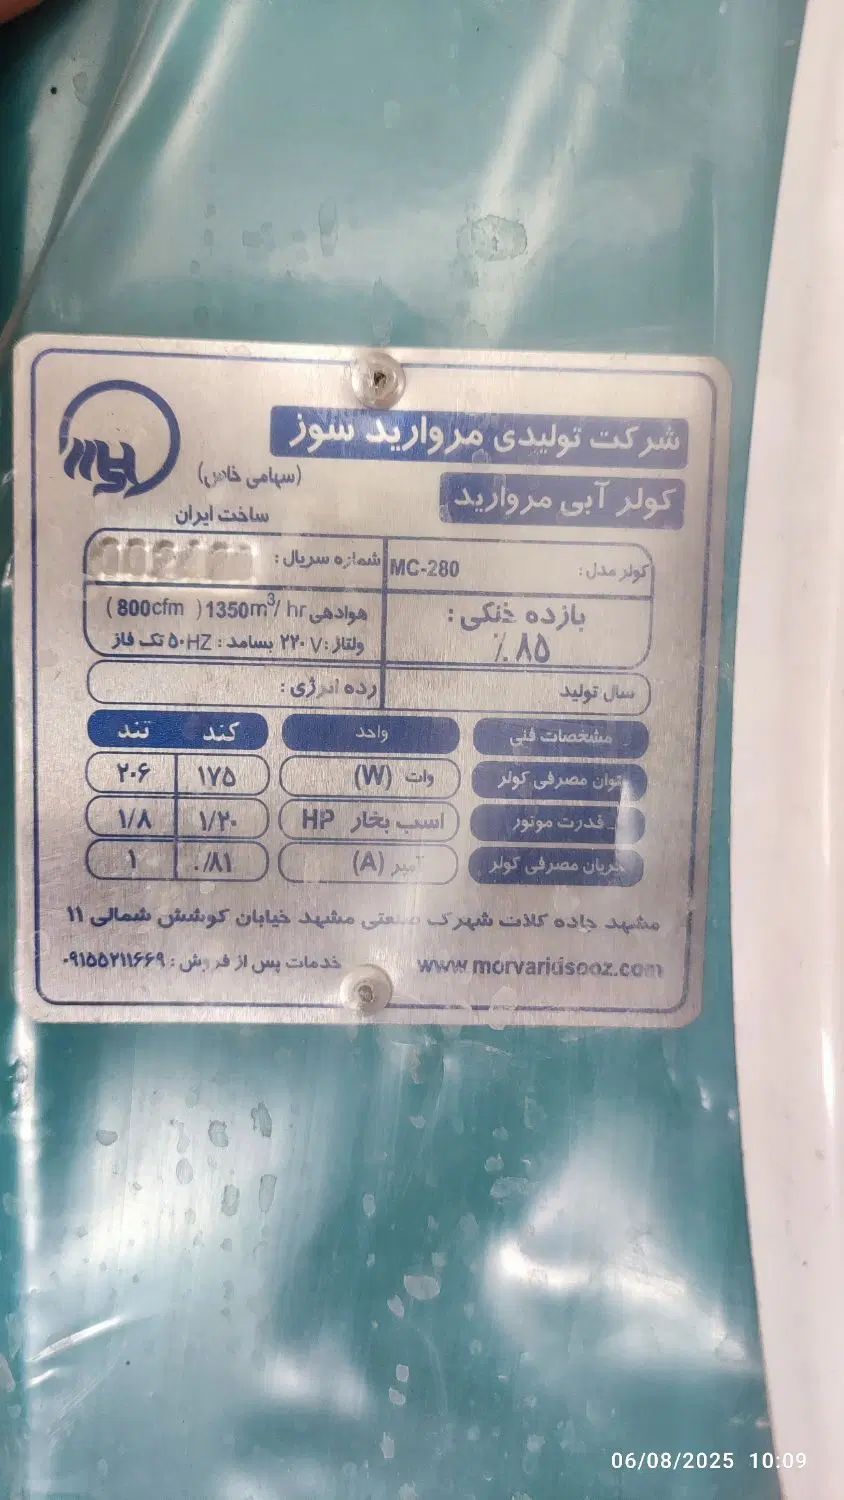 شرکت تولیدی مروارید سوز
(سهامی خاص)
کولر آبی مروارید
ساخت ایران
کولر مدل: MC-280
شماره سریال:
بازده خنکی:
٪ ۸۵
هوادهی 1350m³/ hr ( 800cfm )
ولتاژ: ۲۲۰V بسامد: ۵۰HZ تک فاز
سال تولید
رده انرژی:
مشخصات فنی واحد کند تند
توان مصرفی کولر وات (W) ۱۷۵ ۲۰۶
قدرت موتور اسب بخار HP ۱/۲۰ ۱/۸
جریان مصرفی کولر آمپر (A) ۰/۸۱ ۱
مشهد جاده کلات شهرک صنعتی مشهد خیابان کوشش شمالی ۱۱
www.morvaridsooz.com خدمات پس از فروش: ۰۹۱۵۵۲۱۱۶۶۹
06/08/2025 10:09